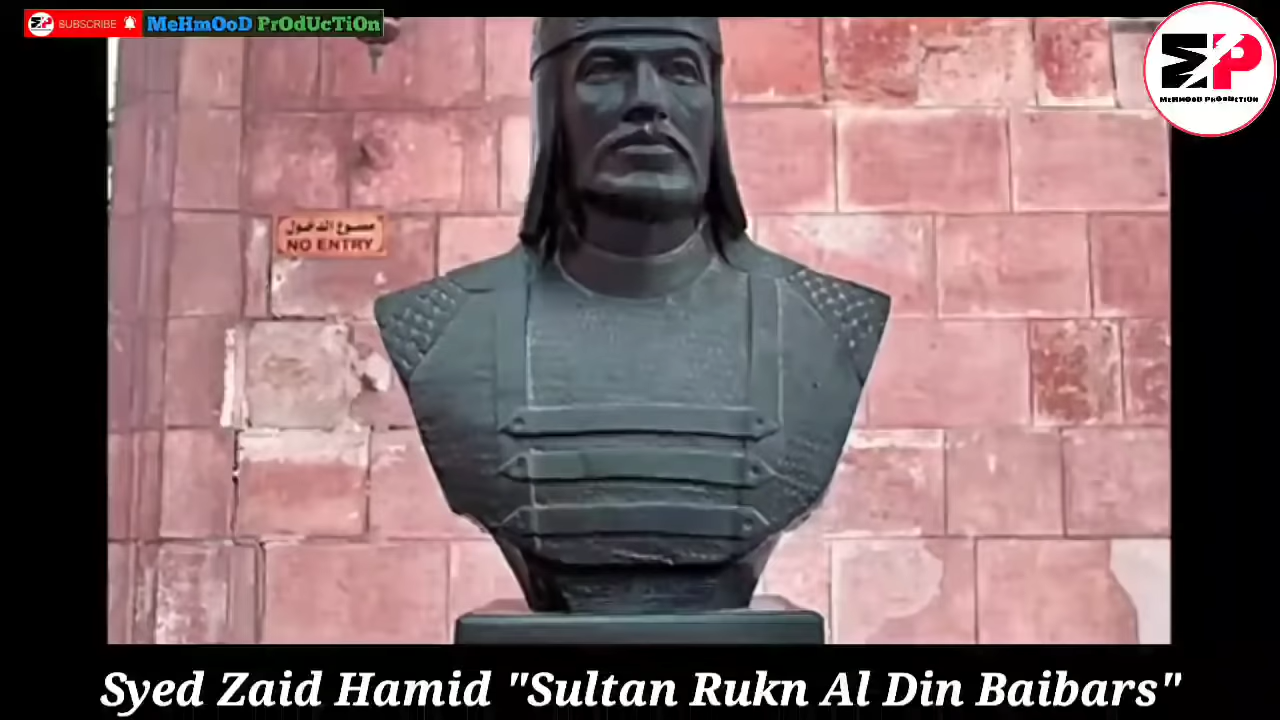 SUBSCRIBE
MeHmOoD PrOdUcTiOn
MEHMOOD PRODUCTION
ممنوع الدخول
NO ENTRY
Syed Zaid Hamid "Sultan Rukn Al Din Baibars"